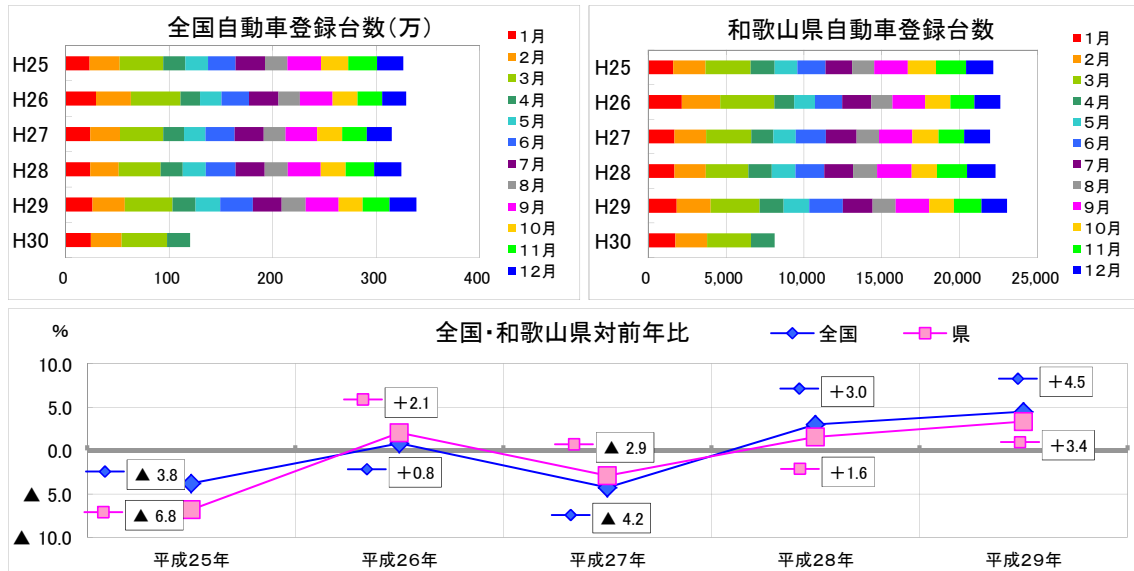 全国自動車登録台数(万)
H25
H26
H27
H28
H29
H30
0 100 200 300 400
1月
2月
3月
4月
5月
6月
7月
8月
9月
10月
11月
12月
和歌山県自動車登録台数
H25
H26
H27
H28
H29
H30
0 5,000 10,000 15,000 20,000 25,000
1月
2月
3月
4月
5月
6月
7月
8月
9月
10月
11月
12月
全国・和歌山県対前年比
全国 県
%
10.0
5.0
0.0
▲ 5.0
▲ 10.0
▲ 3.8
▲ 6.8
＋2.1
＋0.8
▲ 2.9
▲ 4.2
＋3.0
＋1.6
＋4.5
＋3.4
平成25年 平成26年 平成27年 平成28年 平成29年